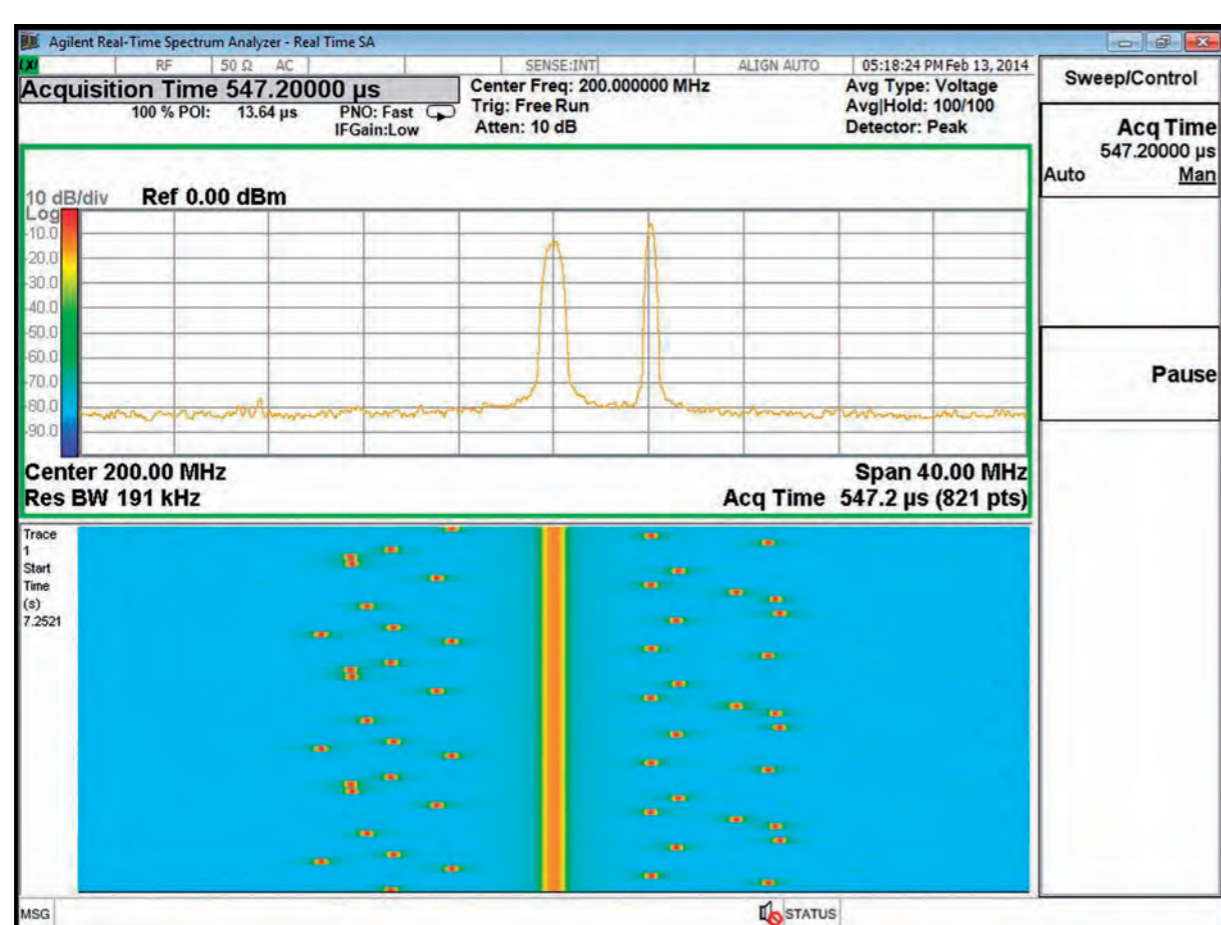 Agilent Real-Time Spectrum Analyzer - Real Time SA
RF 50 Ω AC SENSE:INT ALIGN AUTO 05:18:24 PM Feb 13, 2014
Acquisition Time 547.20000 µs
100 % POI: 13.64 µs
PNO: Fast
IFGain:Low
Center Freq: 200.000000 MHz
Trig: Free Run
Atten: 10 dB
Avg Type: Voltage
Avg|Hold: 100/100
Detector: Peak
10 dB/div Ref 0.00 dBm
Log
-10.0
-20.0
-30.0
-40.0
-50.0
-60.0
-70.0
-80.0
-90.0
Center 200.00 MHz Span 40.00 MHz
Res BW 191 kHz Acq Time 547.2 µs (821 pts)
Trace
1
Start
Time
(s)
7.2521
MSG STATUS
Sweep/Control
Acq Time
547.20000 µs
Auto Man
Pause